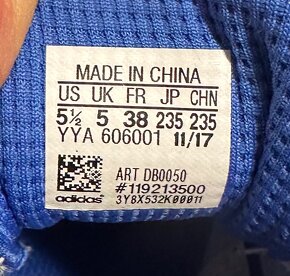 MADE IN CHINA
US UK FR JP CHN
5½ 5 38 235 235
YYA 606001 11/17
ART DB0050
#119213500
adidas 3Y8X532K00011